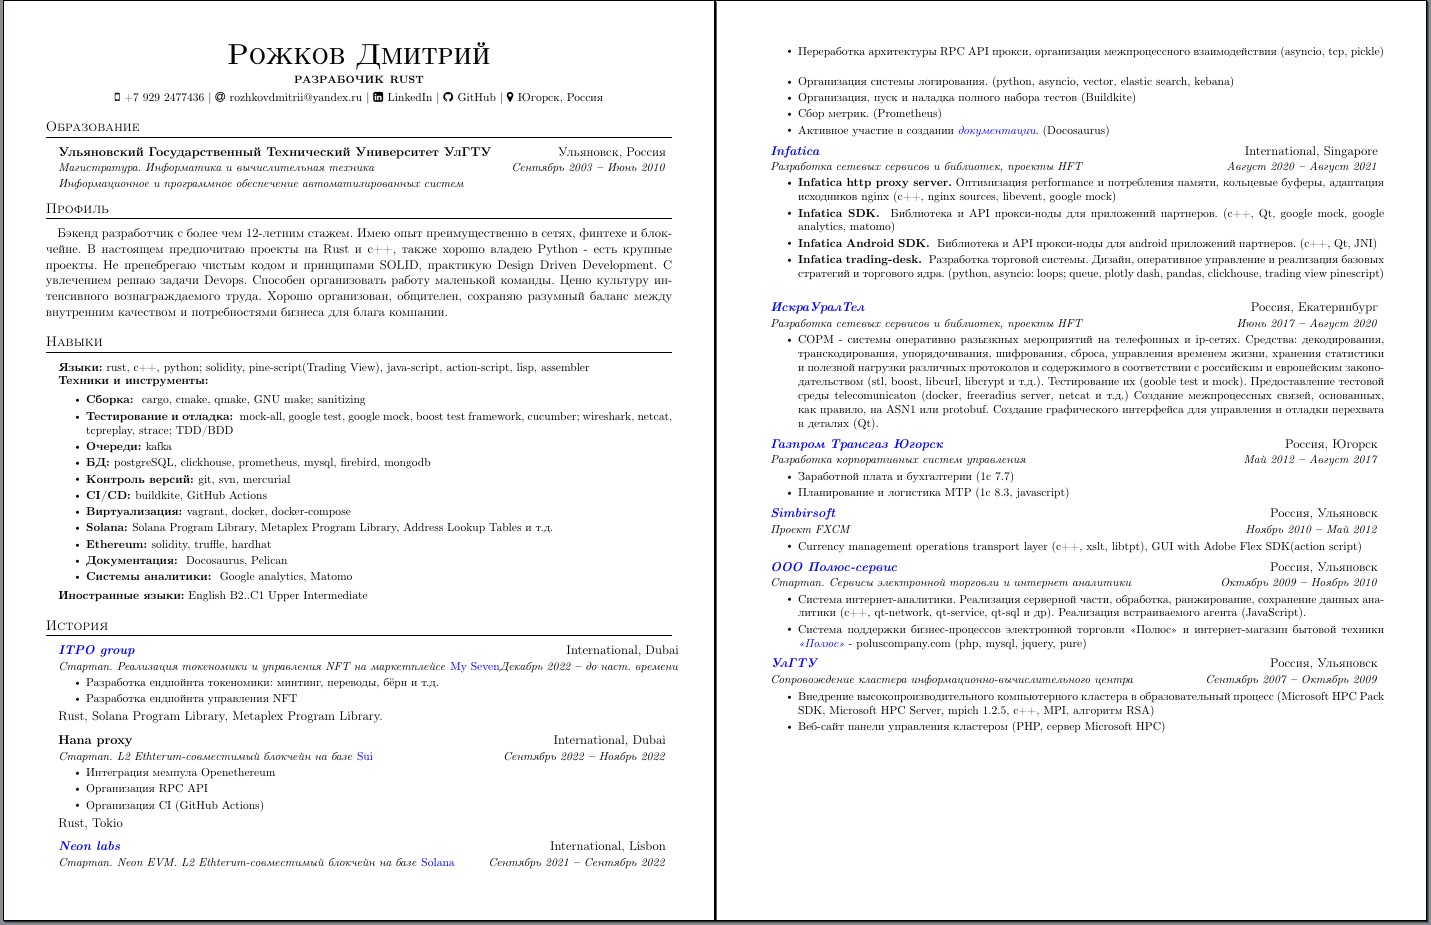 Рожков Дмитрий
РАЗРАБОЧИК RUST
+7 929 2477436 | rozhkovdmitrii@yandex.ru | LinkedIn | GitHub | Югорск, Россия
Образование
Ульяновский Государственный Технический Университет УлГТУ Ульяновск, Россия
Магистратура. Информатика и вычислительная техника Сентябрь 2003 – Июнь 2010
Информационное и программное обеспечение автоматизированных систем
Профиль
Бэкенд разработчик с более чем 12-летним стажем. Имею опыт преимущественно в сетях, финтехе и блок-
чейне. В настоящем предпочитаю проекты на Rust и c++, также хорошо владею Python - есть крупные
проекты. Не пренебрегаю чистым кодом и принципами SOLID, практикую Design Driven Development. С
увлечением решаю задачи Devops. Способен организовать работу маленькой команды. Ценю культуру ин-
тенсивного вознаграждаемого труда. Хорошо организован, общителен, сохраняю разумный баланс между
внутренним качеством и потребностями бизнеса для блага компании.
Навыки
Языки: rust, c++, python; solidity, pine-script(Trading View), java-script, action-script, lisp, assembler
Техники и инструменты:
• Сборка: cargo, cmake, qmake, GNU make; sanitizing
• Тестирование и отладка: mock-all, google test, google mock, boost test framework, cucumber; wireshark, netcat,
tcpreplay, strace; TDD/BDD
• Очереди: kafka
• БД: postgreSQL, clickhouse, prometheus, mysql, firebird, mongodb
• Контроль версий: git, svn, mercurial
• CI/CD: buildkite, GitHub Actions
• Виртуализация: vagrant, docker, docker-compose
• Solana: Solana Program Library, Metaplex Program Library, Address Lookup Tables и т.д.
• Ethereum: solidity, truffle, hardhat
• Документация: Docosaurus, Pelican
• Системы аналитики: Google analytics, Matomo
Иностранные языки: English B2..C1 Upper Intermediate
История
ITPO group International, Dubai
Стартап. Реализация токеномики и управления NFT на маркетплейсе My Seven Декабрь 2022 – до наст. времени
• Разработка ендпойнта токеномики: минтинг, переводы, бёрн и т.д.
• Разработка ендпойнта управления NFT
Rust, Solana Program Library, Metaplex Program Library.
Hana proxy International, Dubai
Стартап. L2 Ethterum-совместимый блокчейн на базе Sui Сентябрь 2022 – Ноябрь 2022
• Интеграция мемпула Openethereum
• Организация RPC API
• Организация CI (GitHub Actions)
Rust, Tokio
Neon labs International, Lisbon
Стартап. Neon EVM. L2 Ethterum-совместимый блокчейн на базе Solana Сентябрь 2021 – Сентябрь 2022
• Переработка архитектуры RPC API прокси, организация межпроцессного взаимодействия (asyncio, tcp, pickle)
• Организация системы логирования. (python, asyncio, vector, elastic search, kebana)
• Организация, пуск и наладка полного набора тестов (Buildkite)
• Сбор метрик. (Prometheus)
• Активное участие в создании документации. (Docosaurus)
Infatica International, Singapore
Разработка сетевых сервисов и библиотек, проекты HFT Август 2020 – Август 2021
• Infatica http proxy server. Оптимизация performance и потребления памяти, кольцевые буферы, адаптация
исходников nginx (c++, nginx sources, libevent, google mock)
• Infatica SDK. Библиотека и API прокси-ноды для приложений партнеров. (c++, Qt, google mock, google
analytics, matomo)
• Infatica Android SDK. Библиотека и API прокси-ноды для android приложений партнеров. (c++, Qt, JNI)
• Infatica trading-desk. Разработка торговой системы. Дизайн, оперативное управление и реализация базовых
стратегий и торгового ядра. (python, asyncio: loops; queue, plotly dash, pandas, clickhouse, trading view pinescript)
ИскраУралТел Россия, Екатеринбург
Разработка сетевых сервисов и библиотек, проекты HFT Июнь 2017 – Август 2020
• СОРМ - системы оперативно разызкных мероприятий на телефонных и ip-сетях. Средства: декодирования,
транскодирования, упорядочивания, шифрования, сброса, управления временем жизни, хранения статистики
и полезной нагрузки различных протоколов и содержимого в соответствии с российским и европейским законо-
дательством (stl, boost, libcurl, libcrypt и т.д.). Тестирование их (gooble test и mock). Предоставление тестовой
среды telecomunicaton (docker, freeradius server, netcat и т.д.) Создание межпроцессных связей, основанных,
как правило, на ASN1 или protobuf. Создание графического интерфейса для управления и отладки перехвата
в деталях (Qt).
Газпром Трансгаз Югорск Россия, Югорск
Разработка корпоративных систем управления Май 2012 – Август 2017
• Заработной плата и бухгалтерии (1c 7.7)
• Планирование и логистика МТР (1c 8.3, javascript)
Simbirsoft Россия, Ульяновск
Проект FXCM Ноябрь 2010 – Май 2012
• Currency management operations transport layer (c++, xslt, libtpt), GUI with Adobe Flex SDK(action script)
ООО Полюс-сервис Россия, Ульяновск
Стартап. Сервисы электронной торговли и интернет аналитики Октябрь 2009 – Ноябрь 2010
• Система интернет-аналитики. Реализация серверной части, обработка, ранжирование, сохранение данных ана-
литики (c++, qt-network, qt-service, qt-sql и др). Реализация встраиваемого агента (JavaScript).
• Система поддержки бизнес-процессов электронной торговли «Полюс» и интернет-магазин бытовой техники
«Полюс» - poluscompany.com (php, mysql, jquery, pure)
УлГТУ Россия, Ульяновск
Сопровождение кластера информационно-вычислительного центра Сентябрь 2007 – Октябрь 2009
• Внедрение высокопроизводительного компьютерного кластера в образовательный процесс (Microsoft HPC Pack
SDK, Microsoft HPC Server, mpich 1.2.5, c++, MPI, алгоритм RSA)
• Веб-сайт панели управления кластером (PHP, сервер Microsoft HPC)